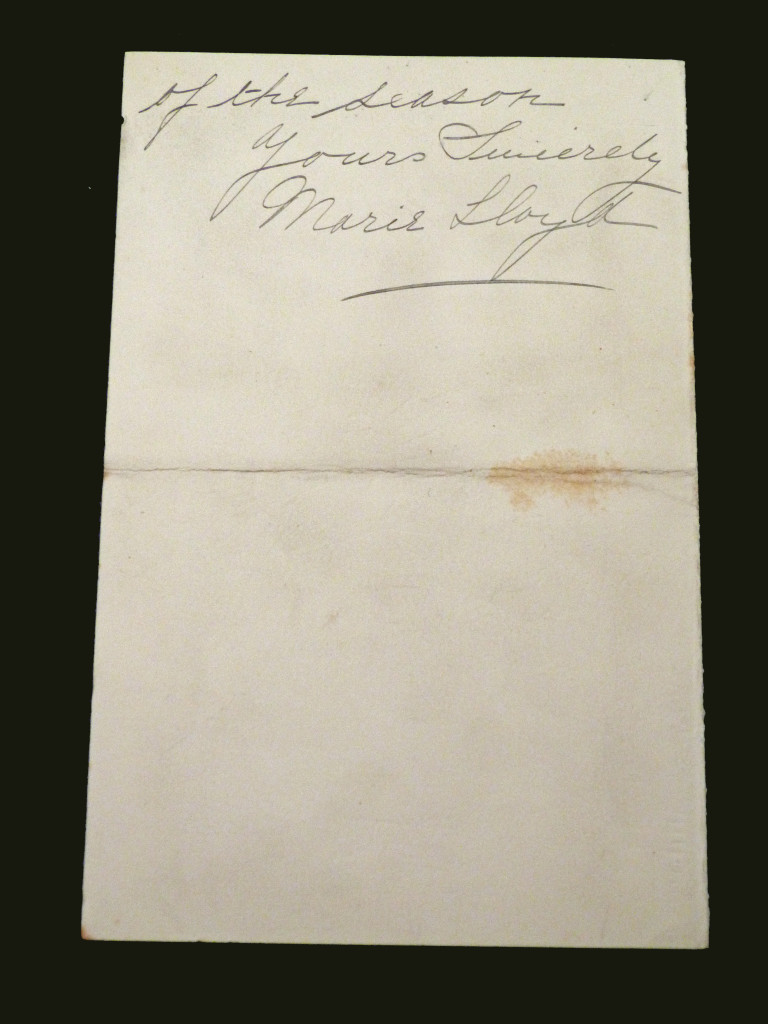 of the season
Yours Sincerely
Marie Lloyd